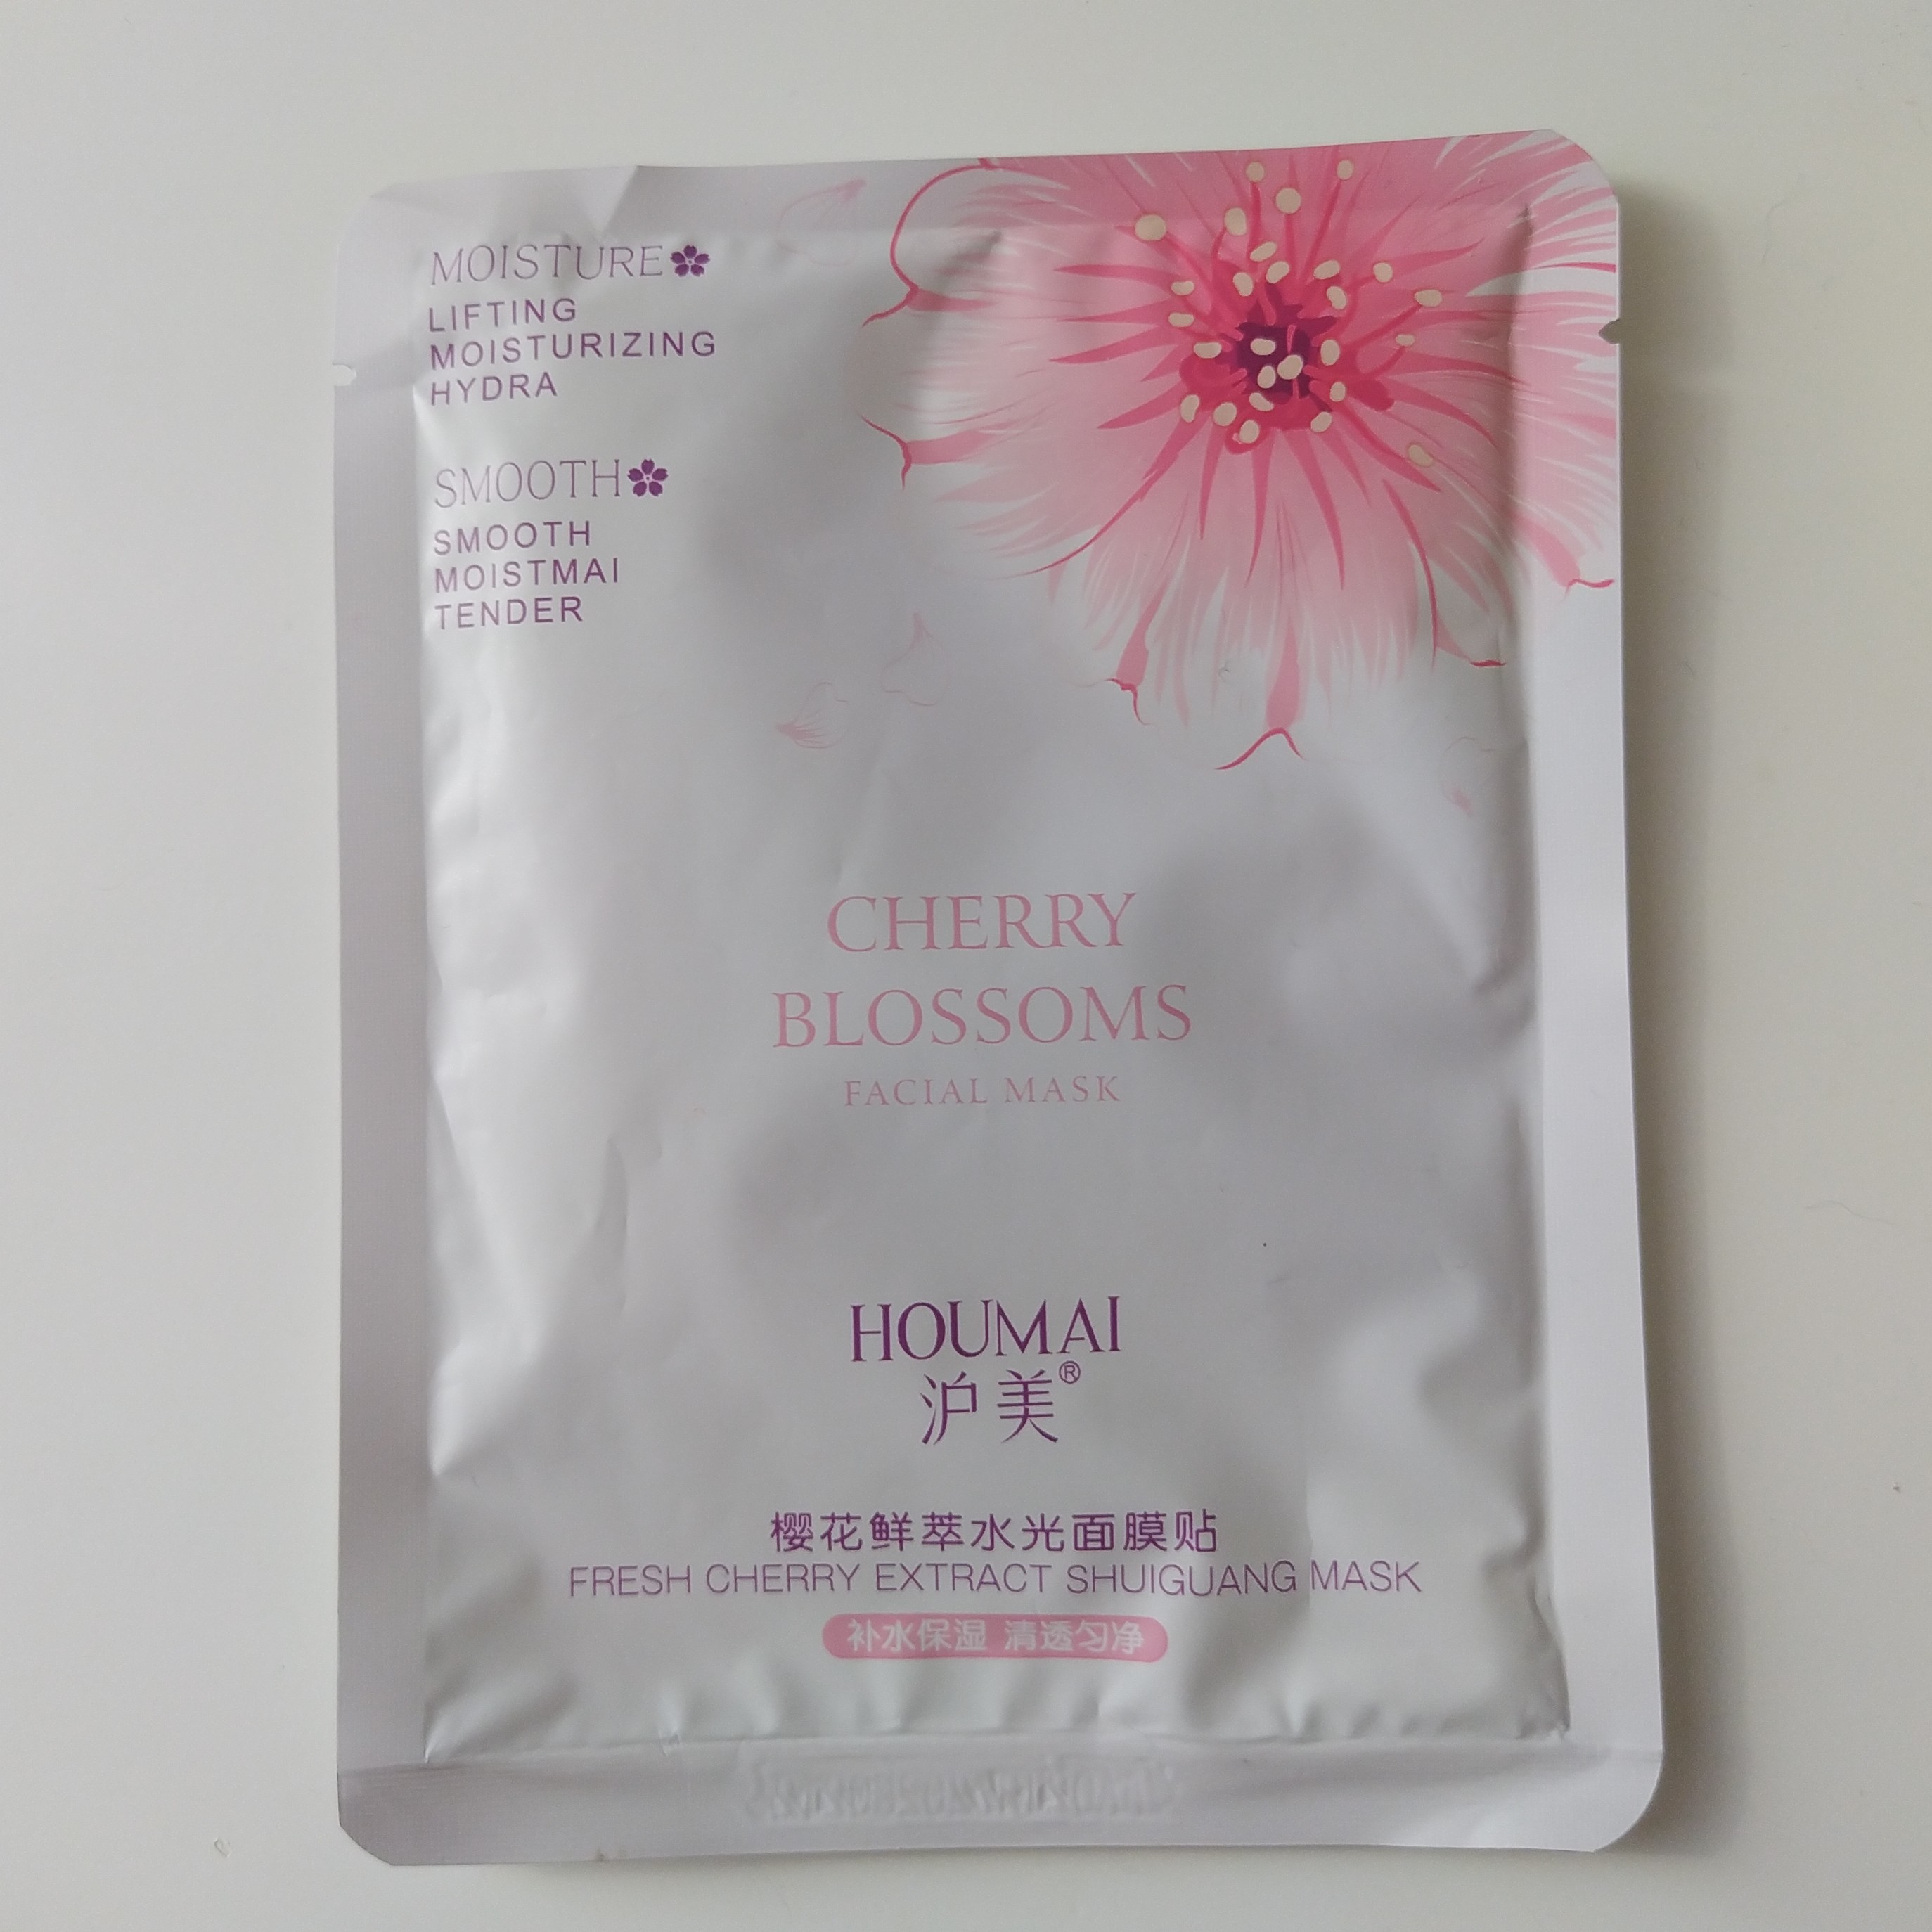 MOISTURE
LIFTING
MOISTURIZING
HYDRA
SMOOTH
SMOOTH
MOISTMAI
TENDER
CHERRY
BLOSSOMS
FACIAL MASK
HOUMAI
沪美®
樱花鲜萃水光面膜贴
FRESH CHERRY EXTRACT SHUIGUANG MASK
补水保湿 清透匀净